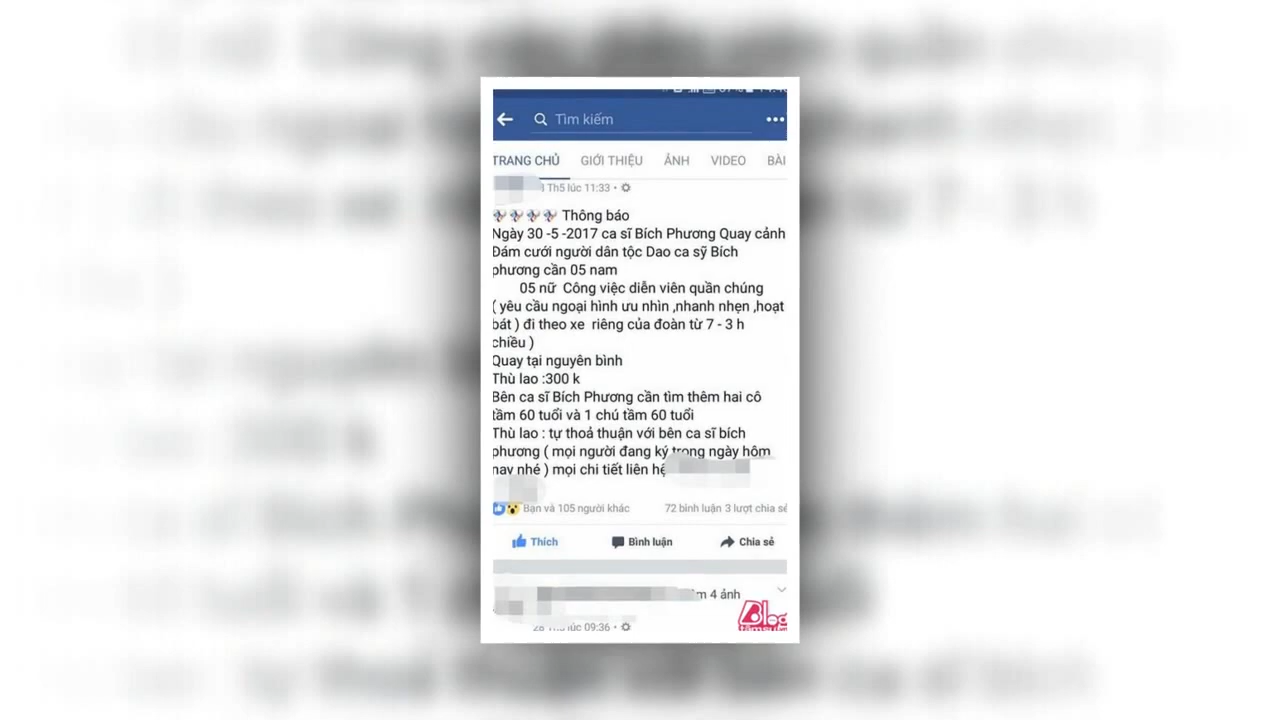 Tìm kiếm
TRANG CHỦ GIỚI THIỆU ẢNH VIDEO BÀI
Th5 lúc 11:33
Thông báo
Ngày 30 -5 -2017 ca sĩ Bích Phương Quay cảnh
Đám cưới người dân tộc Dao ca sỹ Bích
phương cần 05 nam
05 nữ Công việc diễn viên quần chúng
( yêu cầu ngoại hình ưu nhìn ,nhanh nhẹn ,hoạt
bát ) đi theo xe riêng của đoàn từ 7 - 3 h
chiều )
Quay tại nguyên bình
Thù lao :300 k
Bên ca sĩ Bích Phương cần tìm thêm hai cô
tầm 60 tuổi và 1 chú tầm 60 tuổi
Thù lao : tự thoả thuận với bên ca sĩ bích
phương ( mọi người đang ký trong ngày hôm
nay nhé ) mọi chi tiết liên hệ
Bạn và 105 người khác 72 bình luận 3 lượt chia sẻ
Thích Bình luận Chia sẻ
4 ảnh
Blog
28 Th5 lúc 09:36